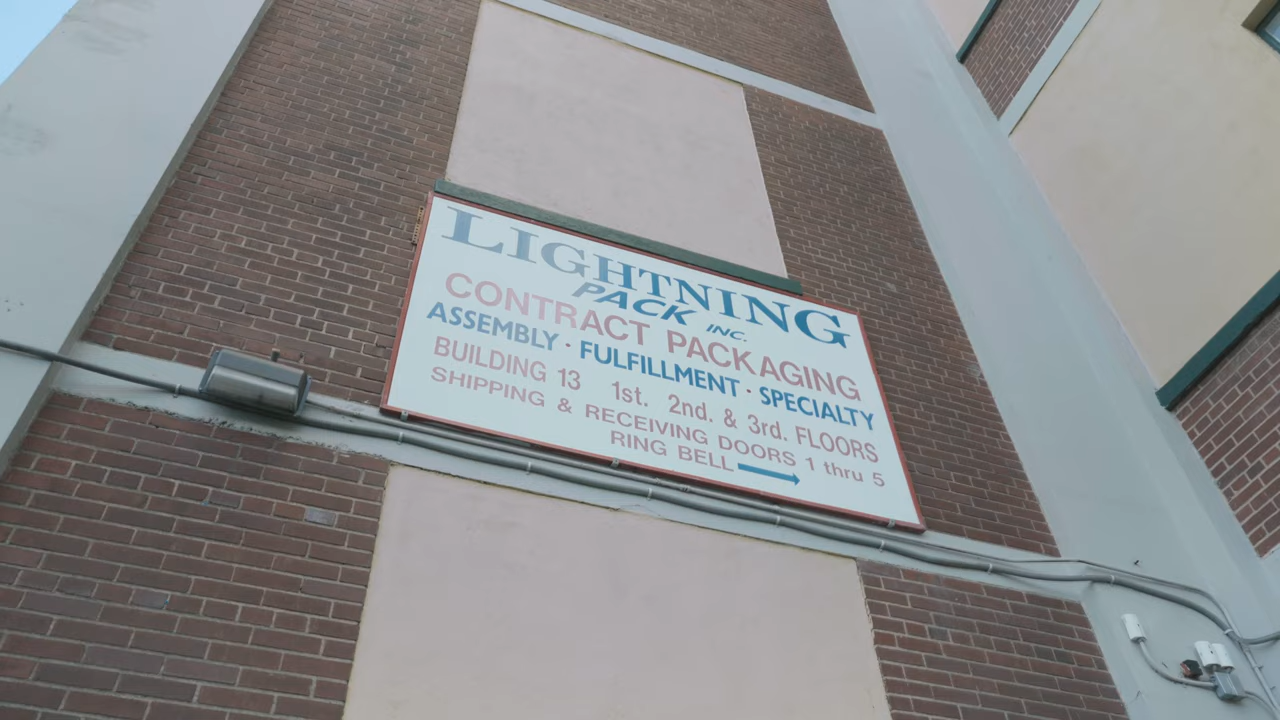 LIGHTNING
PACK INC.
CONTRACT PACKAGING
ASSEMBLY · FULFILLMENT · SPECIALTY
BUILDING 13 1st. 2nd. & 3rd. FLOORS
SHIPPING & RECEIVING DOORS 1 thru 5
RING BELL